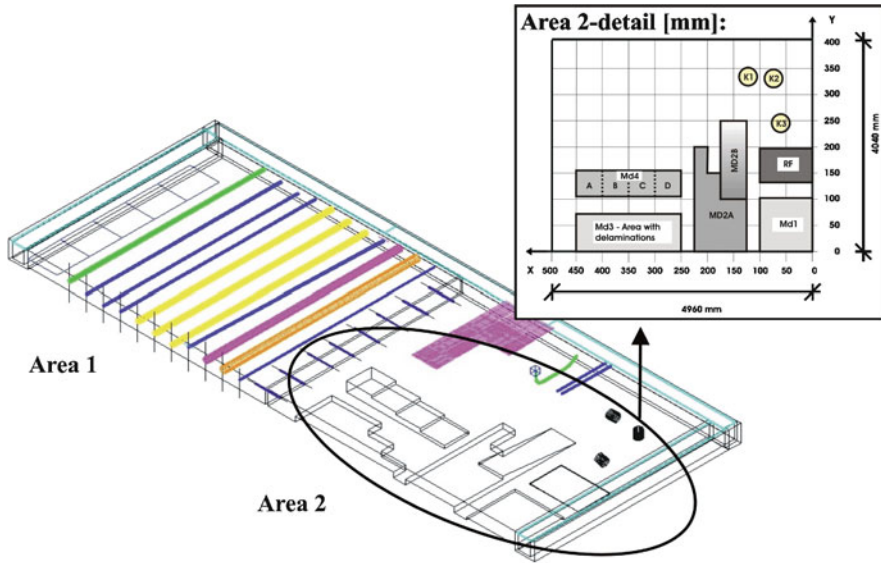 Area 2-detail [mm]:
Y
400
350
300
250
200
150
100
50
0
4040 mm
K1
K2
K3
MD2B
RF
Md4
A B C D
MD2A
Md3 - Area with
delaminations
Md1
X 500 450 400 350 300 250 200 150 100 50 0
4960 mm
Area 1
Area 2